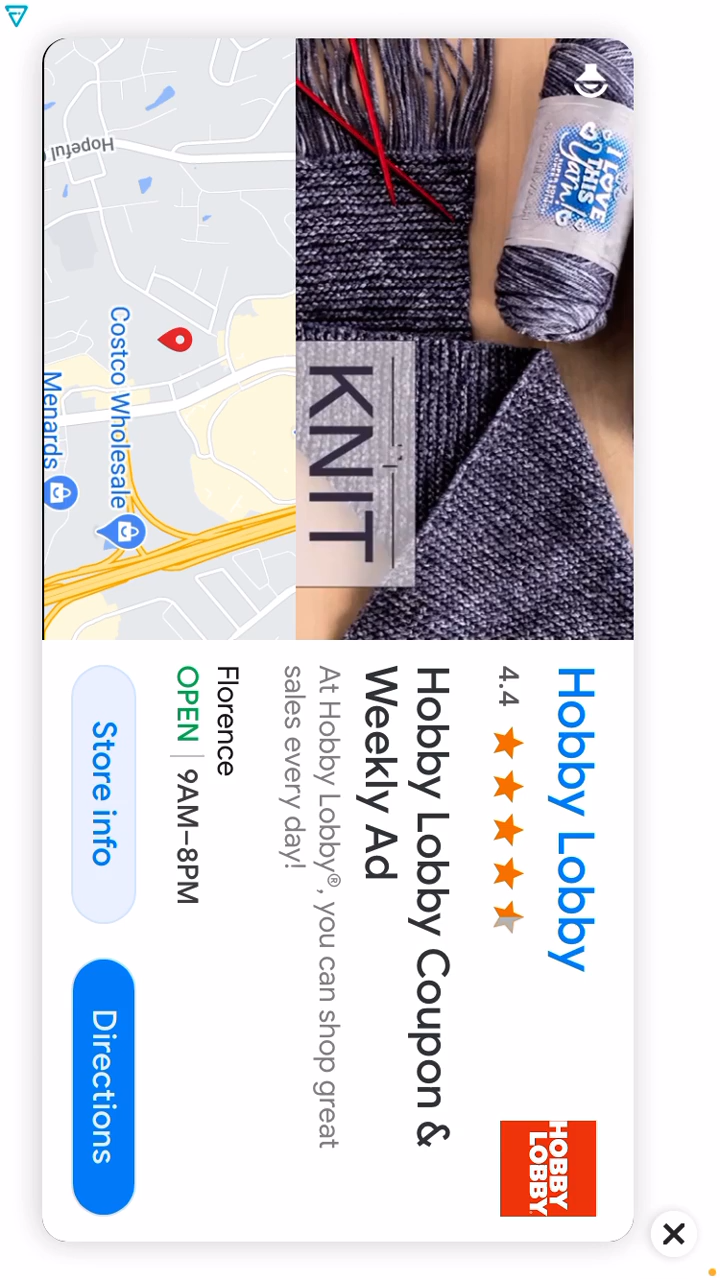 I LOVE
THIS
Yarn!
KNIT
Hopeful
Costco Wholesale
Menards
Hobby Lobby
4.4
HOBBY
LOBBY
Hobby Lobby Coupon &
Weekly Ad
At Hobby Lobby®, you can shop great
sales every day!
Florence
OPEN | 9AM–8PM
Store info
Directions